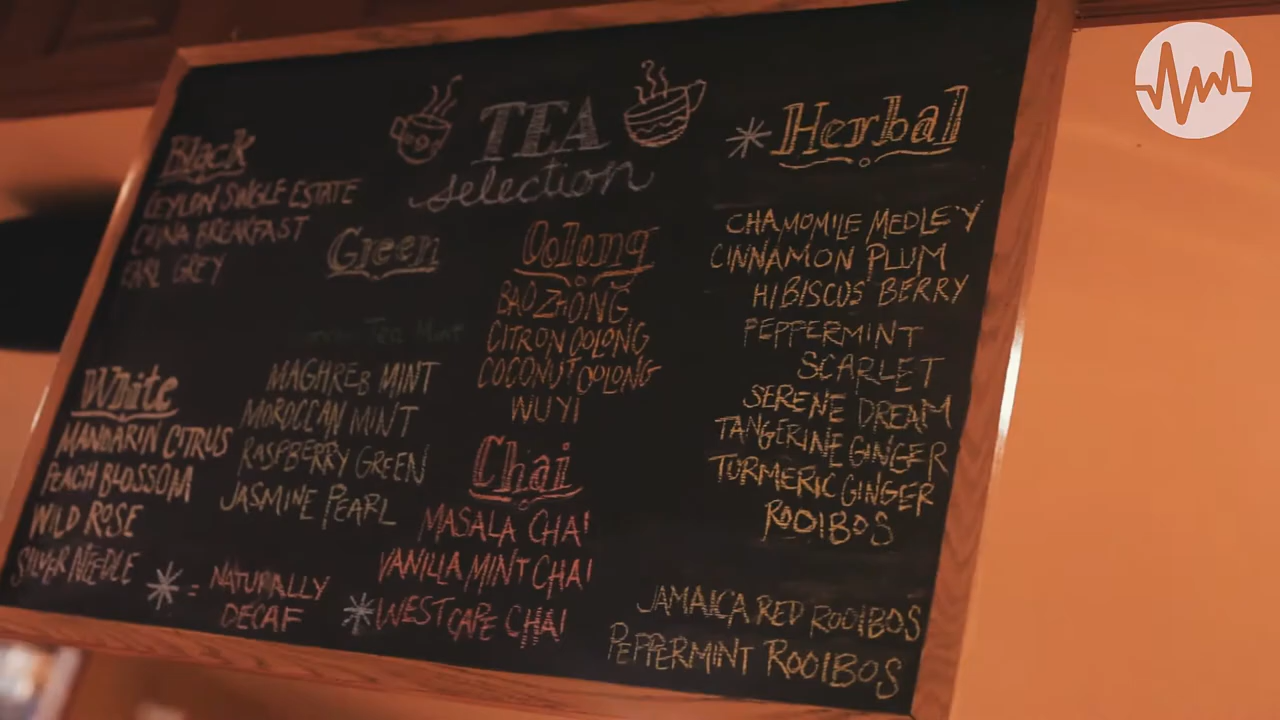 TEA
selection
Black
CEYLON SINGLE ESTATE
CHINA BREAKFAST
EARL GREY
White
MANDARIN CITRUS
PEACH BLOSSOM
WILD ROSE
SILVER NEEDLE
* = NATURALLY
DECAF
Green
Tea Mint
MAGHREB MINT
MOROCCAN MINT
RASPBERRY GREEN
JASMINE PEARL
Oolong
BAOZHONG
CITRON OOLONG
COCONUT OOLONG
WUYI
Chai
MASALA CHAI
VANILLA MINT CHAI
*WEST CAPE CHAI
* Herbal
CHAMOMILE MEDLEY
CINNAMON PLUM
HIBISCUS BERRY
PEPPERMINT
SCARLET
SERENE DREAM
TANGERINE GINGER
TURMERIC GINGER
ROOIBOS
JAMAICA RED ROOIBOS
PEPPERMINT ROOIBOS